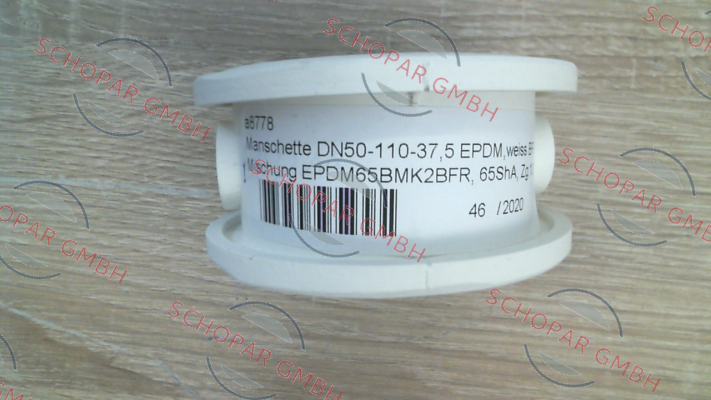 a8778
Manschette DN50-110-37,5 EPDM,weiss
Mischung EPDM65BMK2BFR, 65ShA,
46 /2020
SCHOPAR GMBH
SCHOPAR GMBH
SCHOPAR GMBH
SCHOPAR GMBH
SCHOPAR GMBH
SCHOPAR GMBH
SCHOPAR GMBH